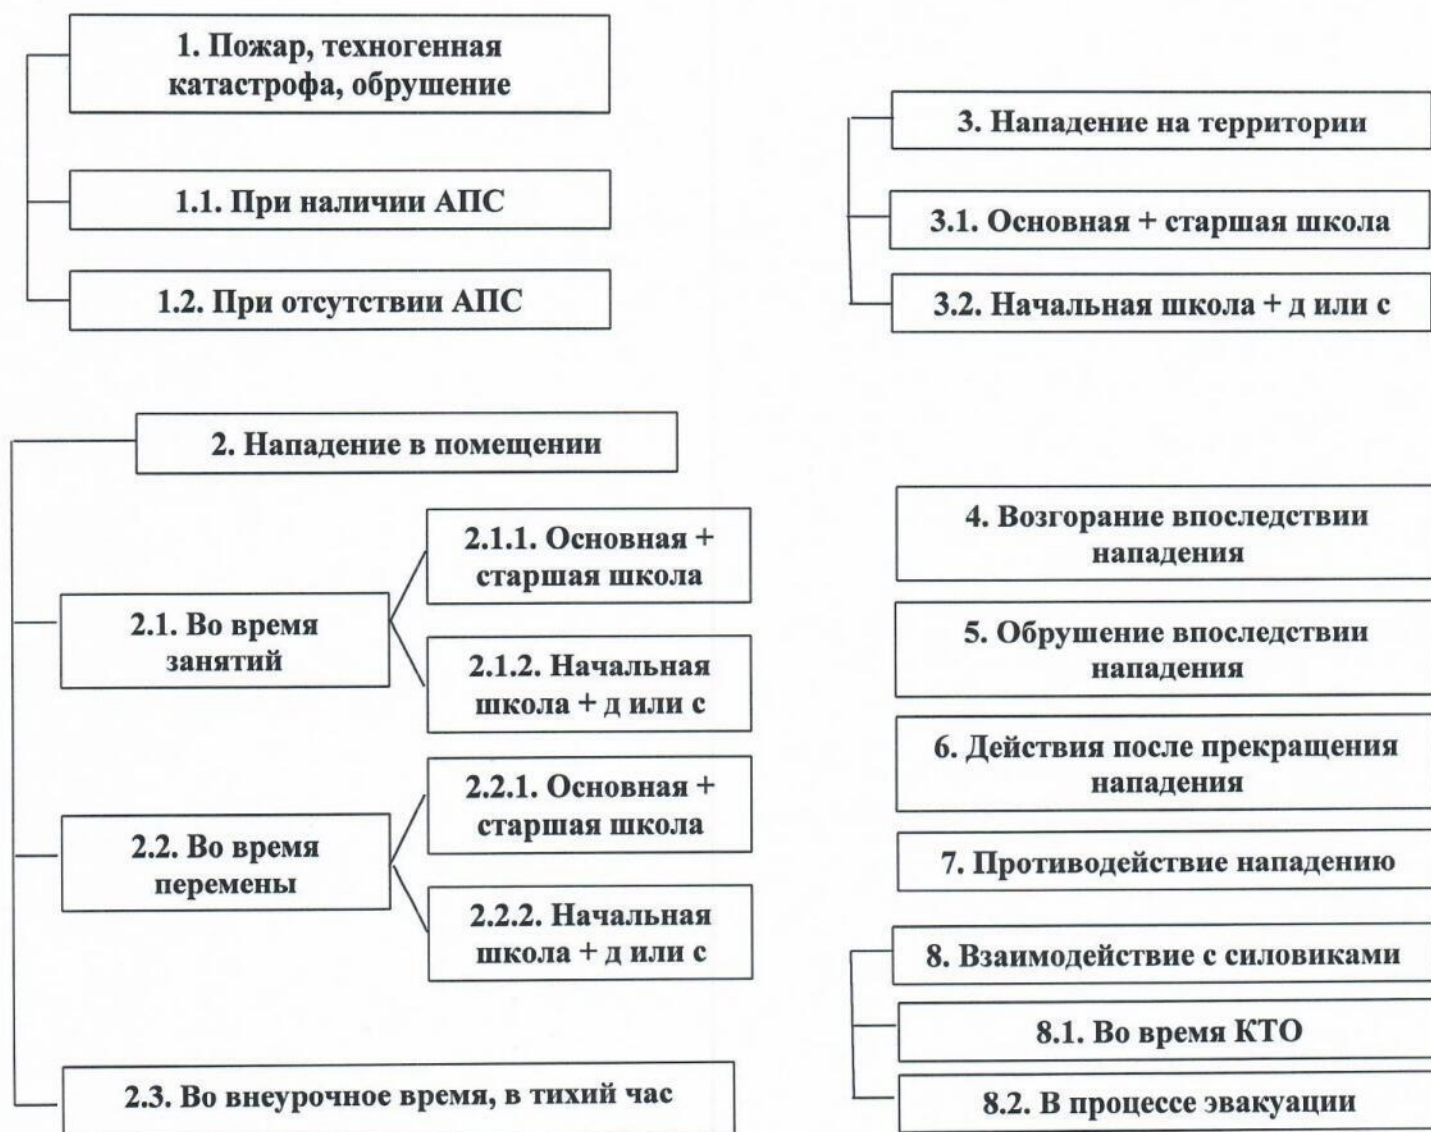 1. Пожар, техногенная
катастрофа, обрушение
1.1. При наличии АПС
1.2. При отсутствии АПС
2. Нападение в помещении
2.1. Во время
занятий
2.1.1. Основная +
старшая школа
2.1.2. Начальная
школа + д или с
2.2. Во время
перемены
2.2.1. Основная +
старшая школа
2.2.2. Начальная
школа + д или с
2.3. Во внеурочное время, в тихий час
3. Нападение на территории
3.1. Основная + старшая школа
3.2. Начальная школа + д или с
4. Возгорание впоследствии
нападения
5. Обрушение впоследствии
нападения
6. Действия после прекращения
нападения
7. Противодействие нападению
8. Взаимодействие с силовиками
8.1. Во время КТО
8.2. В процессе эвакуации